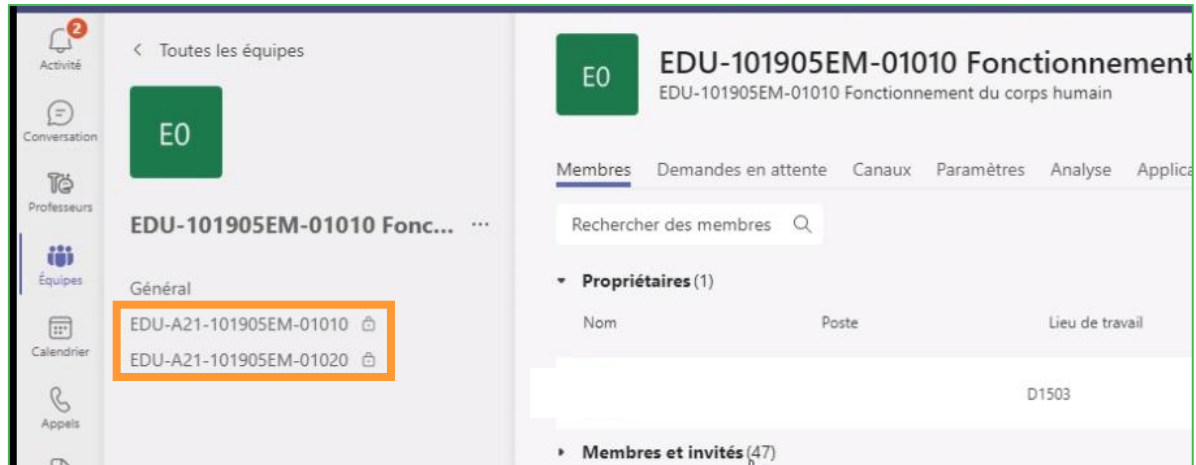 2
Activité
Conversation
Professeurs
Équipes
Calendrier
Appels
< Toutes les équipes
E0
EDU-101905EM-01010 Fonc... ...
Général
EDU-A21-101905EM-01010
EDU-A21-101905EM-01020
E0
EDU-101905EM-01010 Fonctionnement
EDU-101905EM-01010 Fonctionnement du corps humain
Membres Demandes en attente Canaux Paramètres Analyse Applica
Rechercher des membres
Propriétaires (1)
Nom Poste Lieu de travail
D1503
Membres et invités (47)